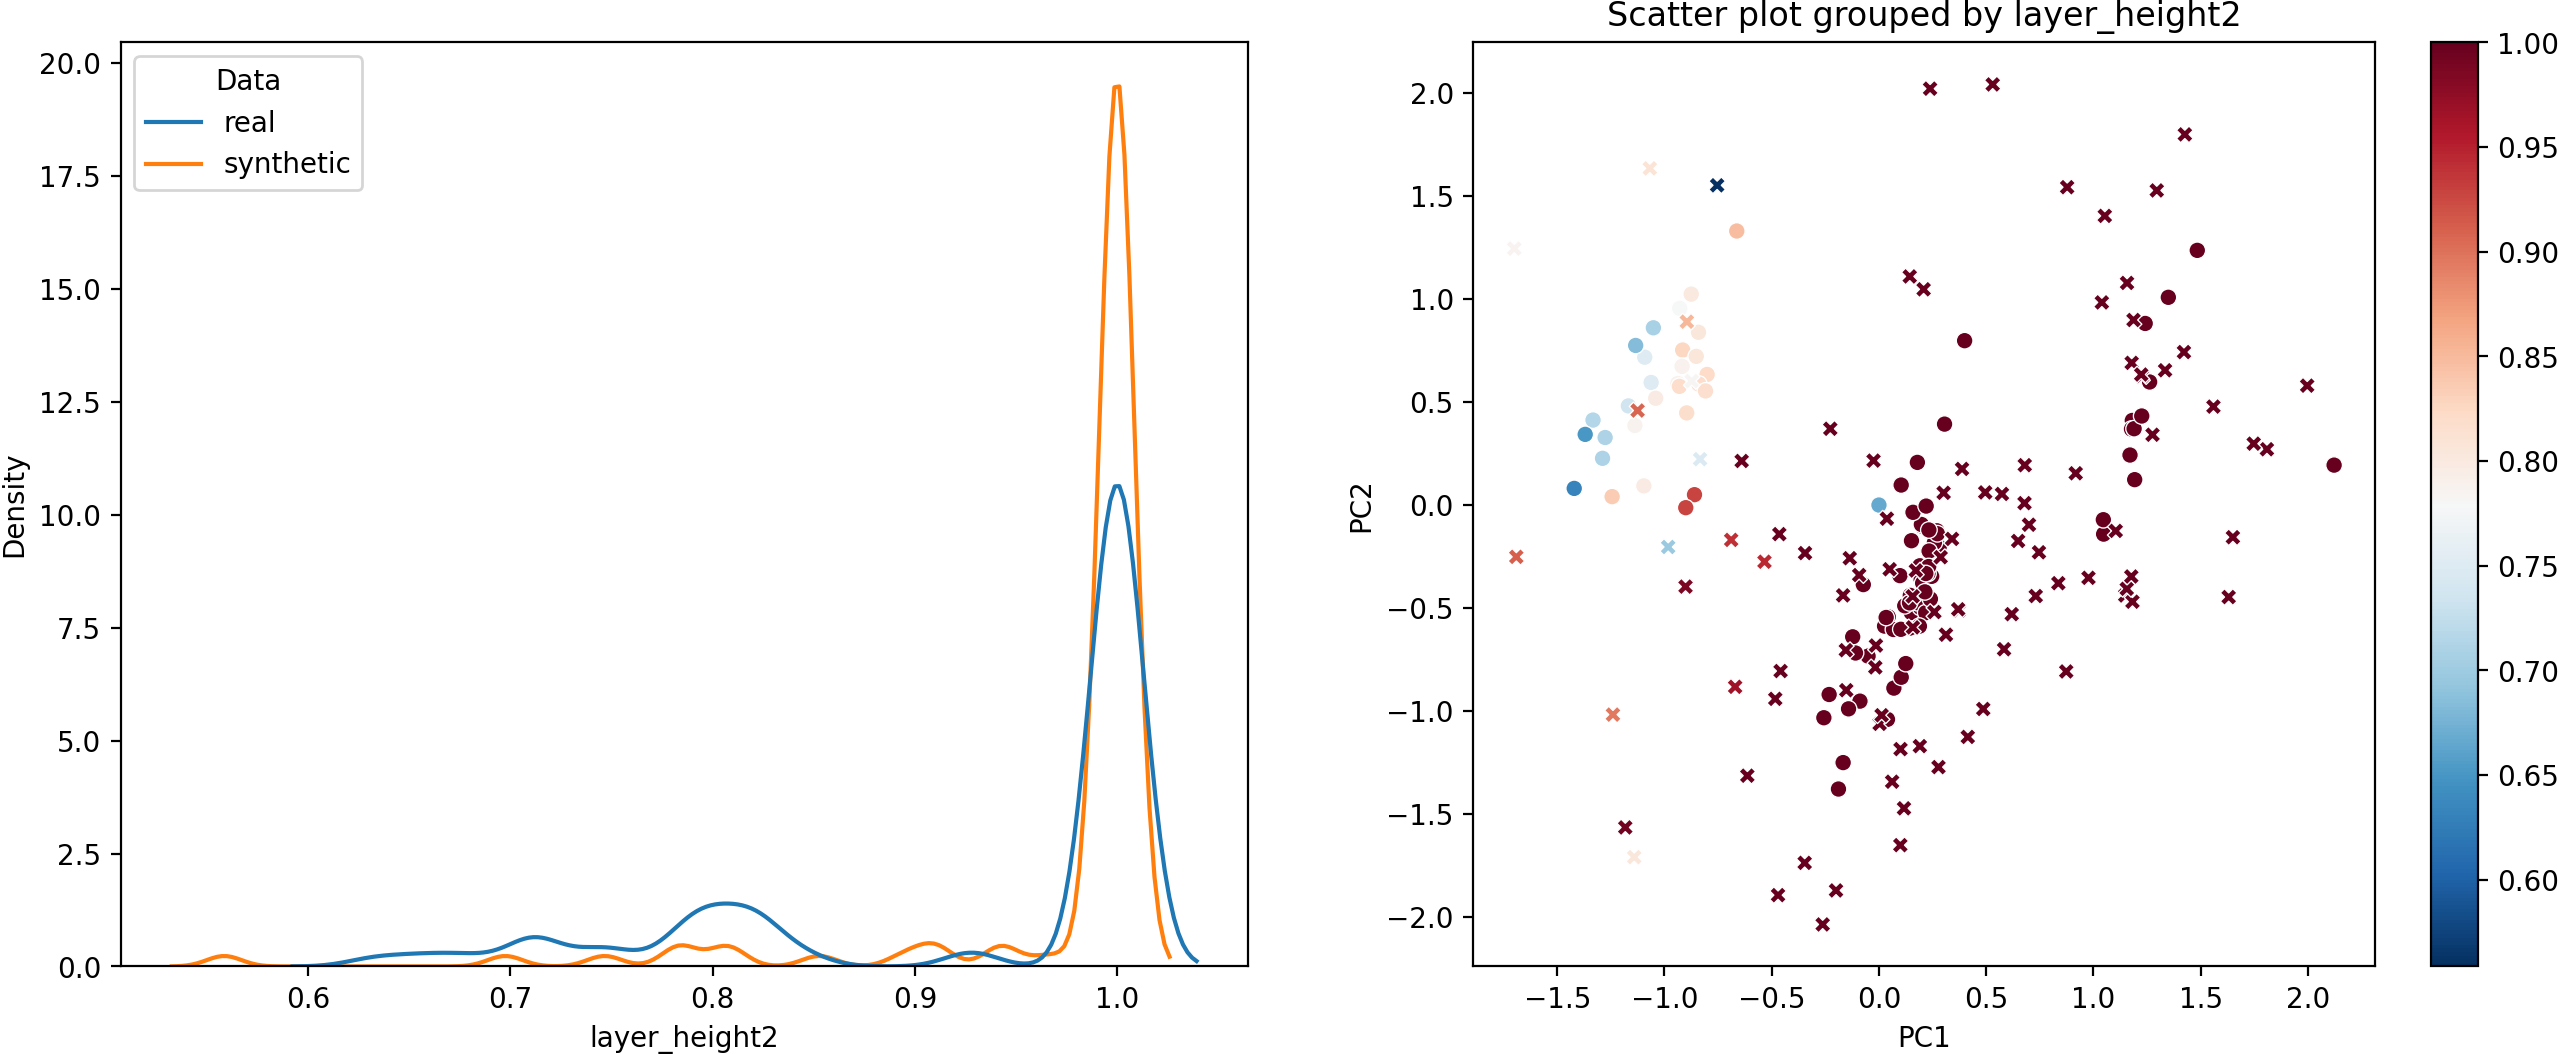 Data
real
synthetic
20.0
17.5
15.0
12.5
10.0
7.5
5.0
2.5
0.0
Density
0.6 0.7 0.8 0.9 1.0
layer_height2
Scatter plot grouped by layer_height2
2.0
1.5
1.0
0.5
0.0
−0.5
−1.0
−1.5
−2.0
PC2
−1.5 −1.0 −0.5 0.0 0.5 1.0 1.5 2.0
PC1
1.00
0.95
0.90
0.85
0.80
0.75
0.70
0.65
0.60